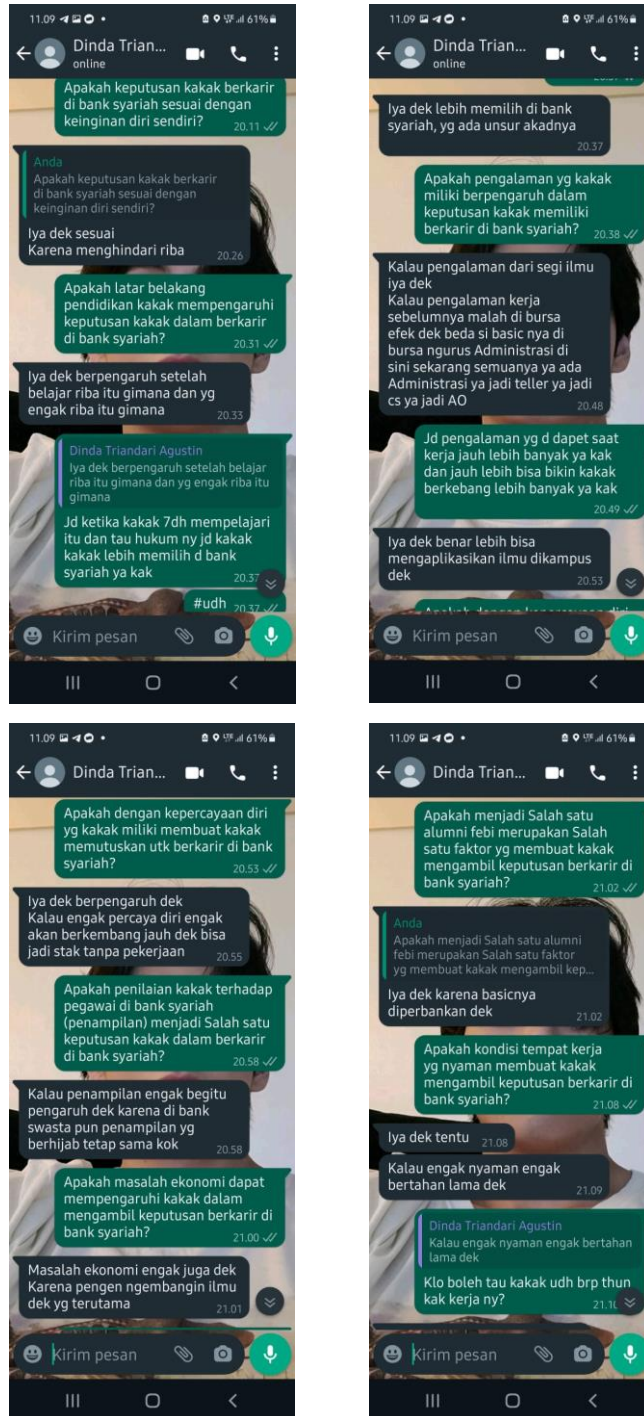 11.09
LTE 61%
Dinda Trian...
online
Apakah keputusan kakak berkarir
di bank syariah sesuai dengan
keinginan diri sendiri?
20.11
Anda
Apakah keputusan kakak berkarir
di bank syariah sesuai dengan
keinginan diri sendiri?
Iya dek sesuai
Karena menghindari riba
20.26
Apakah latar belakang
pendidikan kakak mempengaruhi
keputusan kakak dalam berkarir
di bank syariah?
20.31
Iya dek berpengaruh setelah
belajar riba itu gimana dan yg
engak riba itu gimana
20.33
Dinda Triandari Agustin
Iya dek berpengaruh setelah belajar
riba itu gimana dan yg engak riba itu
gimana
Jd ketika kakak 7dh mempelajari
itu dan tau hukum ny jd kakak
kakak lebih memilih d bank
syariah ya kak
20.37
#udh
20.37
Kirim pesan
11.09
LTE 61%
Dinda Trian...
online
Iya dek lebih memilih di bank
syariah, yg ada unsur akadnya
20.37
Apakah pengalaman yg kakak
miliki berpengaruh dalam
keputusan kakak memiliki
berkarir di bank syariah?
20.38
Kalau pengalaman dari segi ilmu
iya dek
Kalau pengalaman kerja
sebelumnya malah di bursa
efek dek beda si basic nya di
bursa ngurus Administrasi di
sini sekarang semuanya ya ada
Administrasi ya jadi teller ya jadi
cs ya jadi AO
20.48
Jd pengalaman yg d dapet saat
kerja jauh lebih banyak ya kak
dan jauh lebih bisa bikin kakak
berkebang lebih banyak ya kak
20.49
Iya dek benar lebih bisa
mengaplikasikan ilmu dikampus
dek
20.53
Kirim pesan
11.09
LTE 61%
Dinda Trian...
Apakah dengan kepercayaan diri
yg kakak miliki membuat kakak
memutuskan utk berkarir di bank
syariah?
20.53
Iya dek berpengaruh dek
Kalau engak percaya diri engak
akan berkembang jauh dek bisa
jadi stak tanpa pekerjaan
20.55
Apakah penilaian kakak terhadap
pegawai di bank syariah
(penampilan) menjadi Salah satu
keputusan kakak dalam berkarir
di bank syariah?
20.58
Kalau penampilan engak begitu
pengaruh dek karena di bank
swasta pun penampilan yg
berhijab tetap sama kok
20.58
Apakah masalah ekonomi dapat
mempengaruhi kakak dalam
mengambil keputusan berkarir di
bank syariah?
21.00
Masalah ekonomi engak juga dek
Karena pengen ngembangin ilmu
dek yg terutama
21.01
Kirim pesan
11.09
LTE 61%
Dinda Trian...
Apakah menjadi Salah satu
alumni febi merupakan Salah
satu faktor yg membuat kakak
mengambil keputusan berkarir di
bank syariah?
21.02
Anda
Apakah menjadi Salah satu alumni
febi merupakan Salah satu faktor
yg membuat kakak mengambil kep...
Iya dek karena basicnya
diperbankan dek
21.02
Apakah kondisi tempat kerja
yg nyaman membuat kakak
mengambil keputusan berkarir di
bank syariah?
21.08
Iya dek tentu
21.08
Kalau engak nyaman engak
bertahan lama dek
21.09
Dinda Triandari Agustin
Kalau engak nyaman engak bertahan
lama dek
Klo boleh tau kakak udh brp thun
kak kerja ny?
Kirim pesan